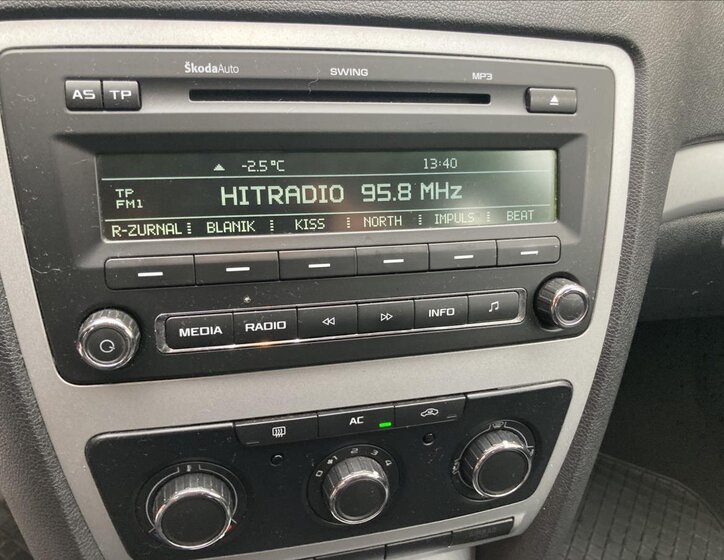 ŠkodaAuto SWING MP3
AS TP
-2.5°C 13:40
TP
FM1
HITRADIO 95.8 MHz
R-ZURNAL BLANIK KISS NORTH IMPULS BEAT
MEDIA RADIO INFO
AC